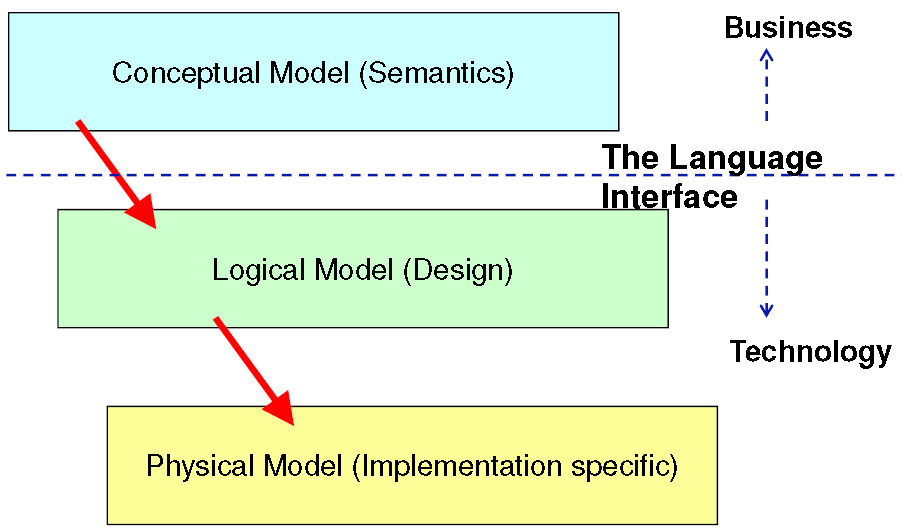 Business
Conceptual Model (Semantics)
The Language
Interface
Logical Model (Design)
Technology
Physical Model (Implementation specific)